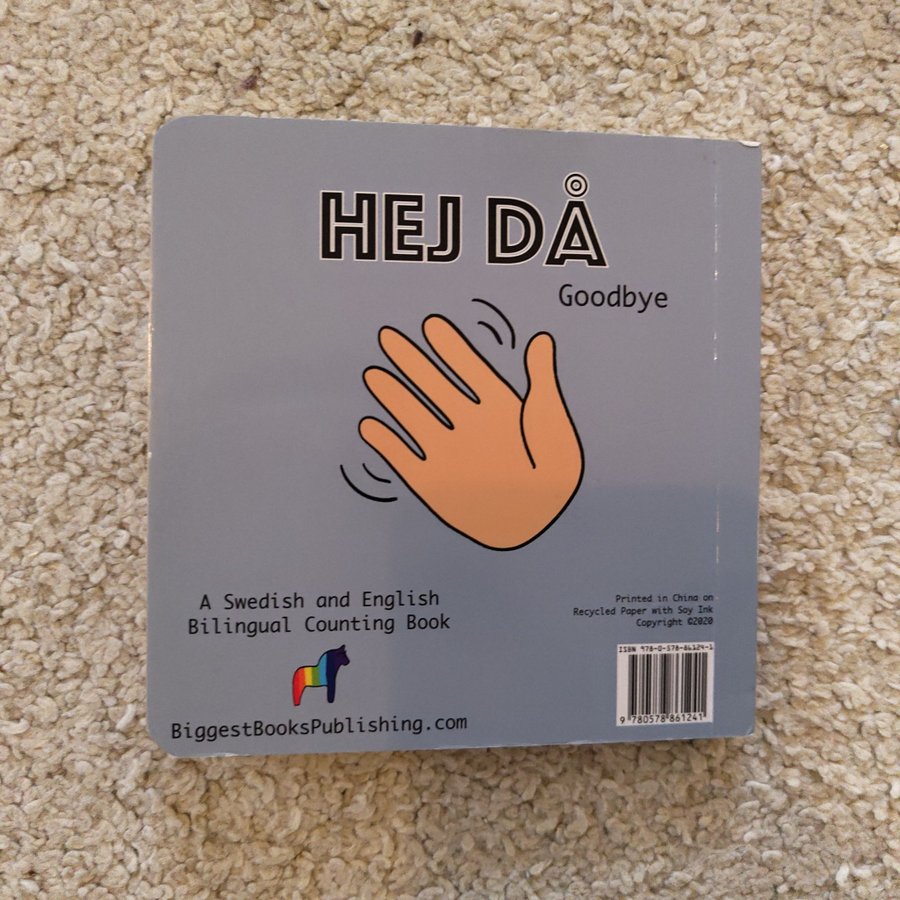 HEJ DÅ
Goodbye
A Swedish and English
Bilingual Counting Book
BiggestBooksPublishing.com
Printed in China on
Recycled Paper with Soy Ink
Copyright ©2020
ISBN 978-0-578-86124-1
9 780578 861241